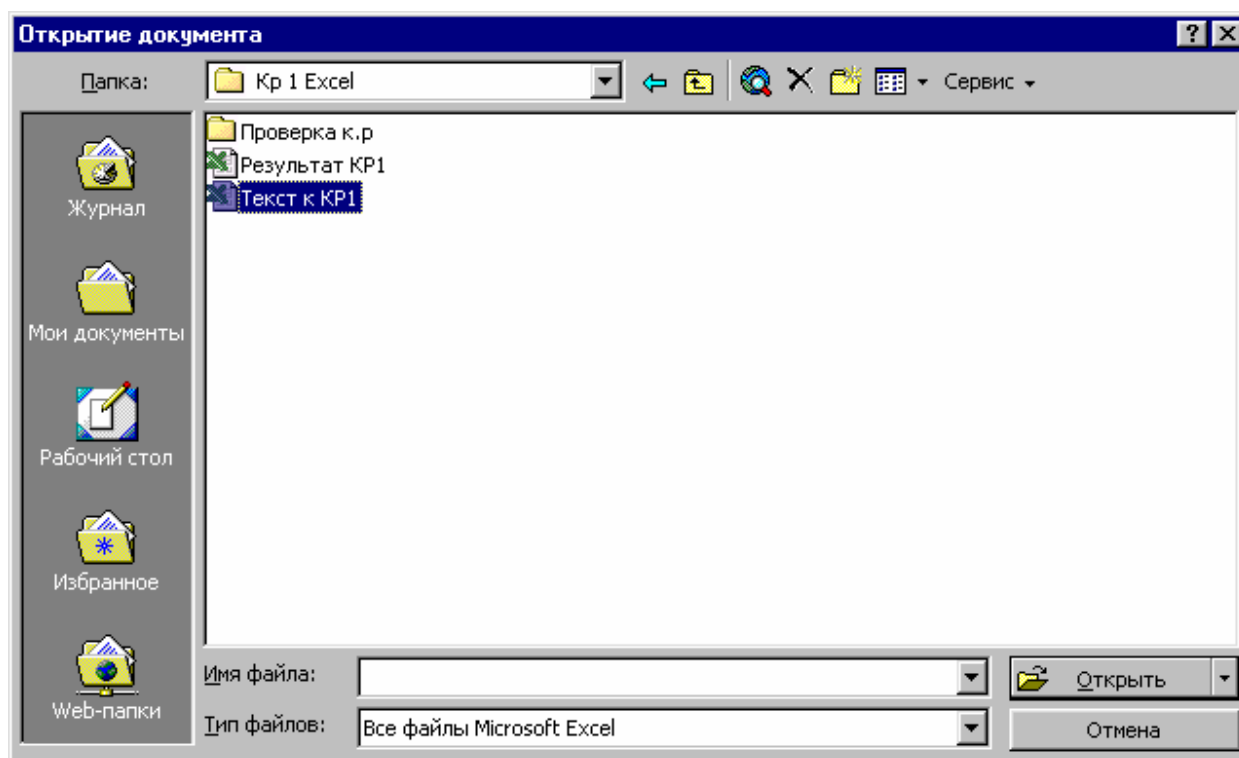 Открытие документа
Папка:
Кр 1 Excel
Сервис
Проверка к.р
Результат КР1
Текст к КР1
Журнал
Мои документы
Рабочий стол
Избранное
Web-папки
Имя файла:
Открыть
Тип файлов:
Все файлы Microsoft Excel
Отмена